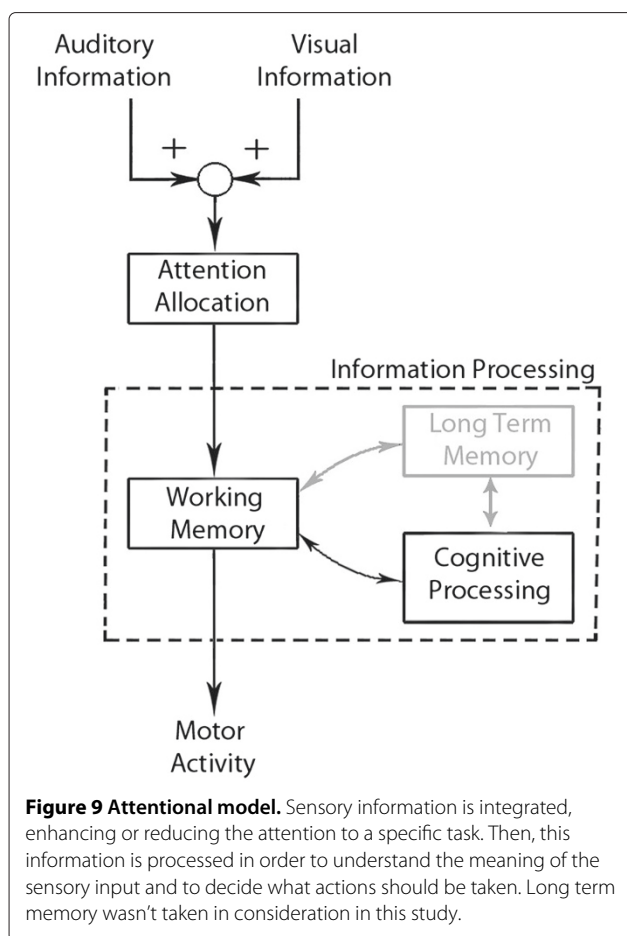 Auditory Information
Visual Information
+ +
Attention
Allocation
Information Processing
Long Term
Memory
Working
Memory
Cognitive
Processing
Motor
Activity
Figure 9 Attentional model. Sensory information is integrated,
enhancing or reducing the attention to a specific task. Then, this
information is processed in order to understand the meaning of the
sensory input and to decide what actions should be taken. Long term
memory wasn't taken in consideration in this study.